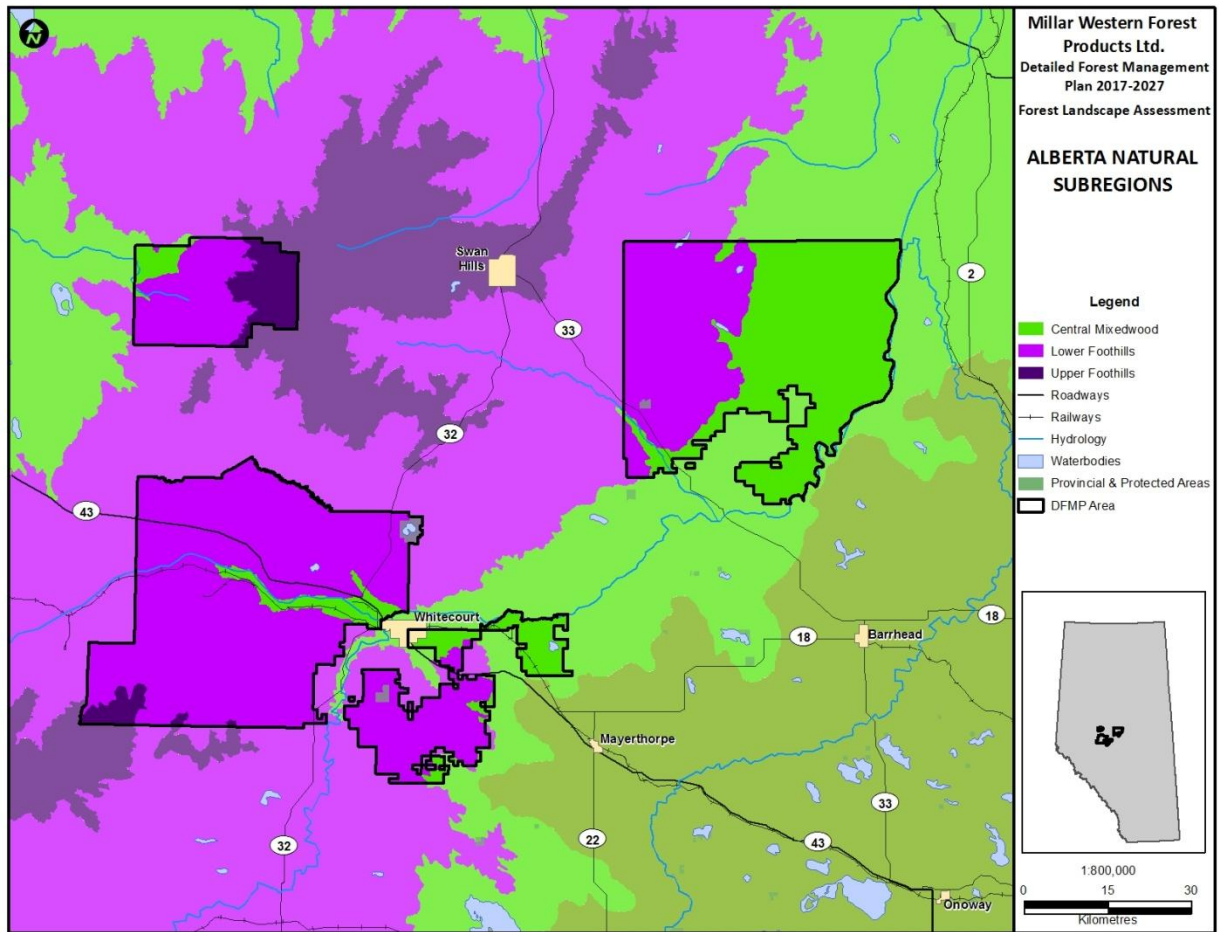 N
Swan
Hills
33
2
32
43
Whitecourt
18
18
Barrhead
Mayerthorpe
33
32
22
43
Onoway
Millar Western Forest
Products Ltd.
Detailed Forest Management
Plan 2017-2027
Forest Landscape Assessment
ALBERTA NATURAL
SUBREGIONS
Legend
Central Mixedwood
Lower Foothills
Upper Foothills
Roadways
Railways
Hydrology
Waterbodies
Provincial & Protected Areas
DFMP Area
1:800,000
0 15 30
Kilometres